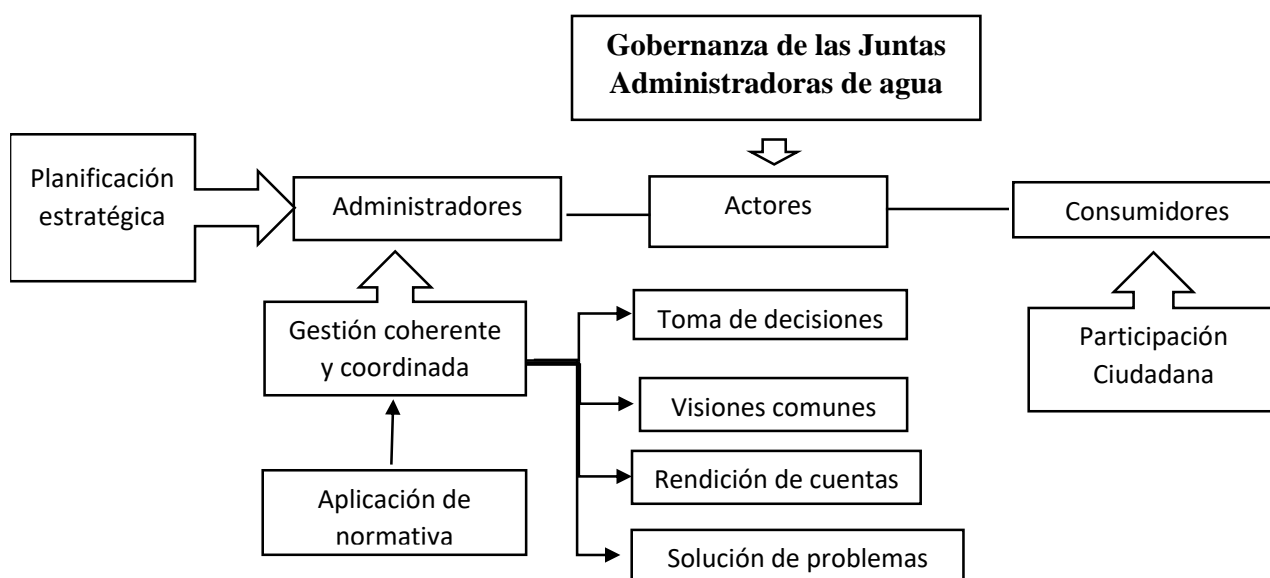 Gobernanza de las Juntas
Administradoras de agua
Planificación
estratégica
Administradores
Actores
Consumidores
Gestión coherente
y coordinada
Toma de decisiones
Participación
Ciudadana
Visiones comunes
Aplicación de
normativa
Rendición de cuentas
Solución de problemas